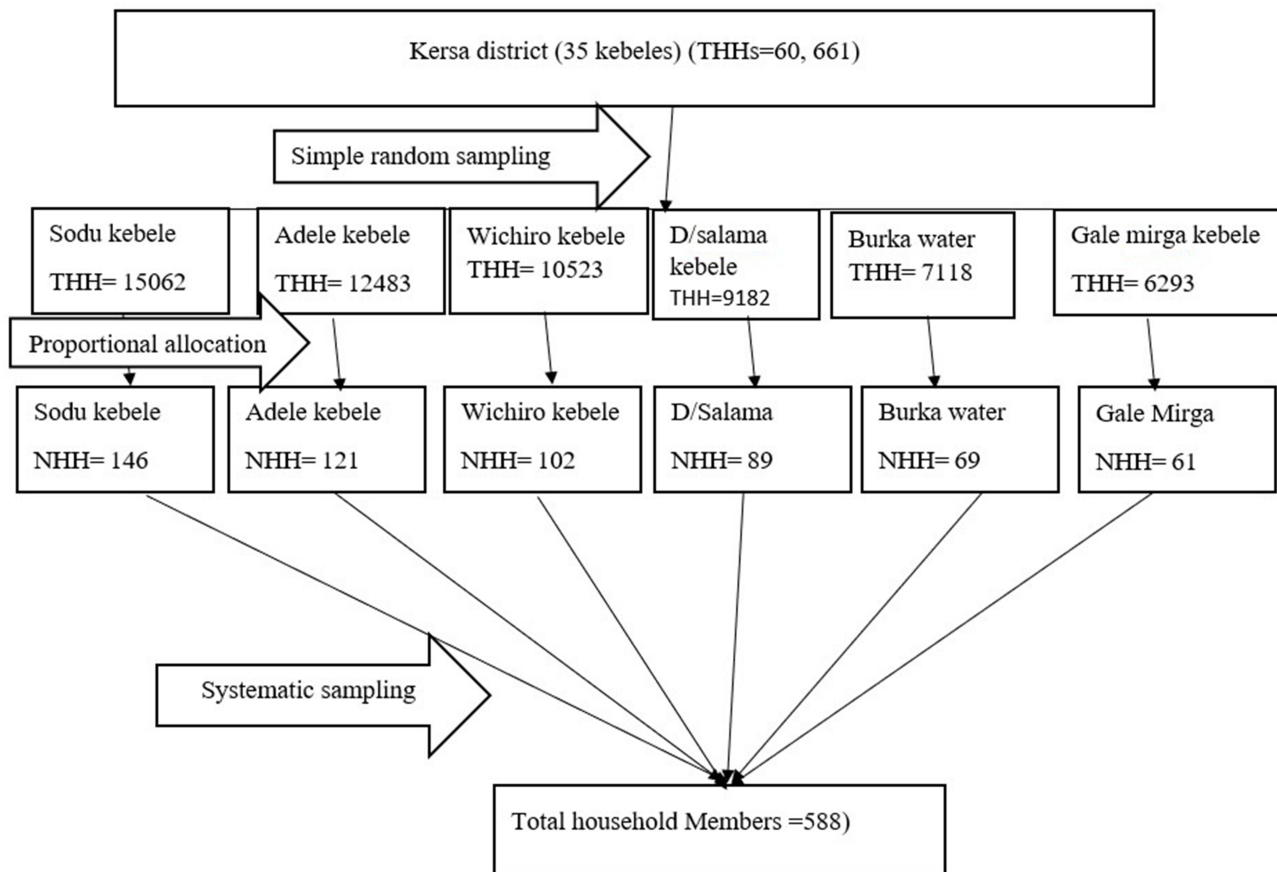 Kersa district (35 kebeles) (THHs=60, 661)
Simple random sampling
Sodu kebele
THH= 15062
Adele kebele
THH= 12483
Wichiro kebele
THH= 10523
D/salama
kebele
THH=9182
Burka water
THH= 7118
Gale mirga kebele
THH= 6293
Proportional allocation
Sodu kebele
NHH= 146
Adele kebele
NHH= 121
Wichiro kebele
NHH= 102
D/Salama
NHH= 89
Burka water
NHH= 69
Gale Mirga
NHH= 61
Systematic sampling
Total household Members =588)